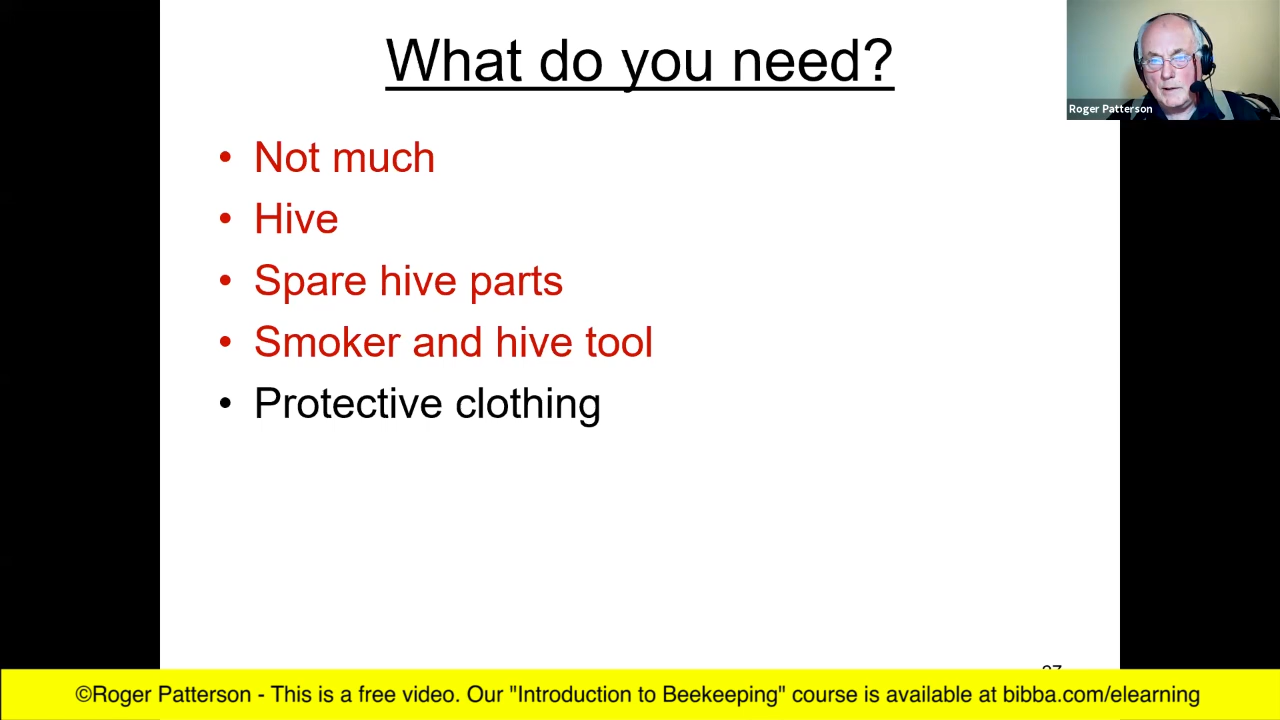 What do you need?
Roger Patterson
• Not much
• Hive
• Spare hive parts
• Smoker and hive tool
• Protective clothing
©Roger Patterson - This is a free video. Our "Introduction to Beekeeping" course is available at bibba.com/elearning